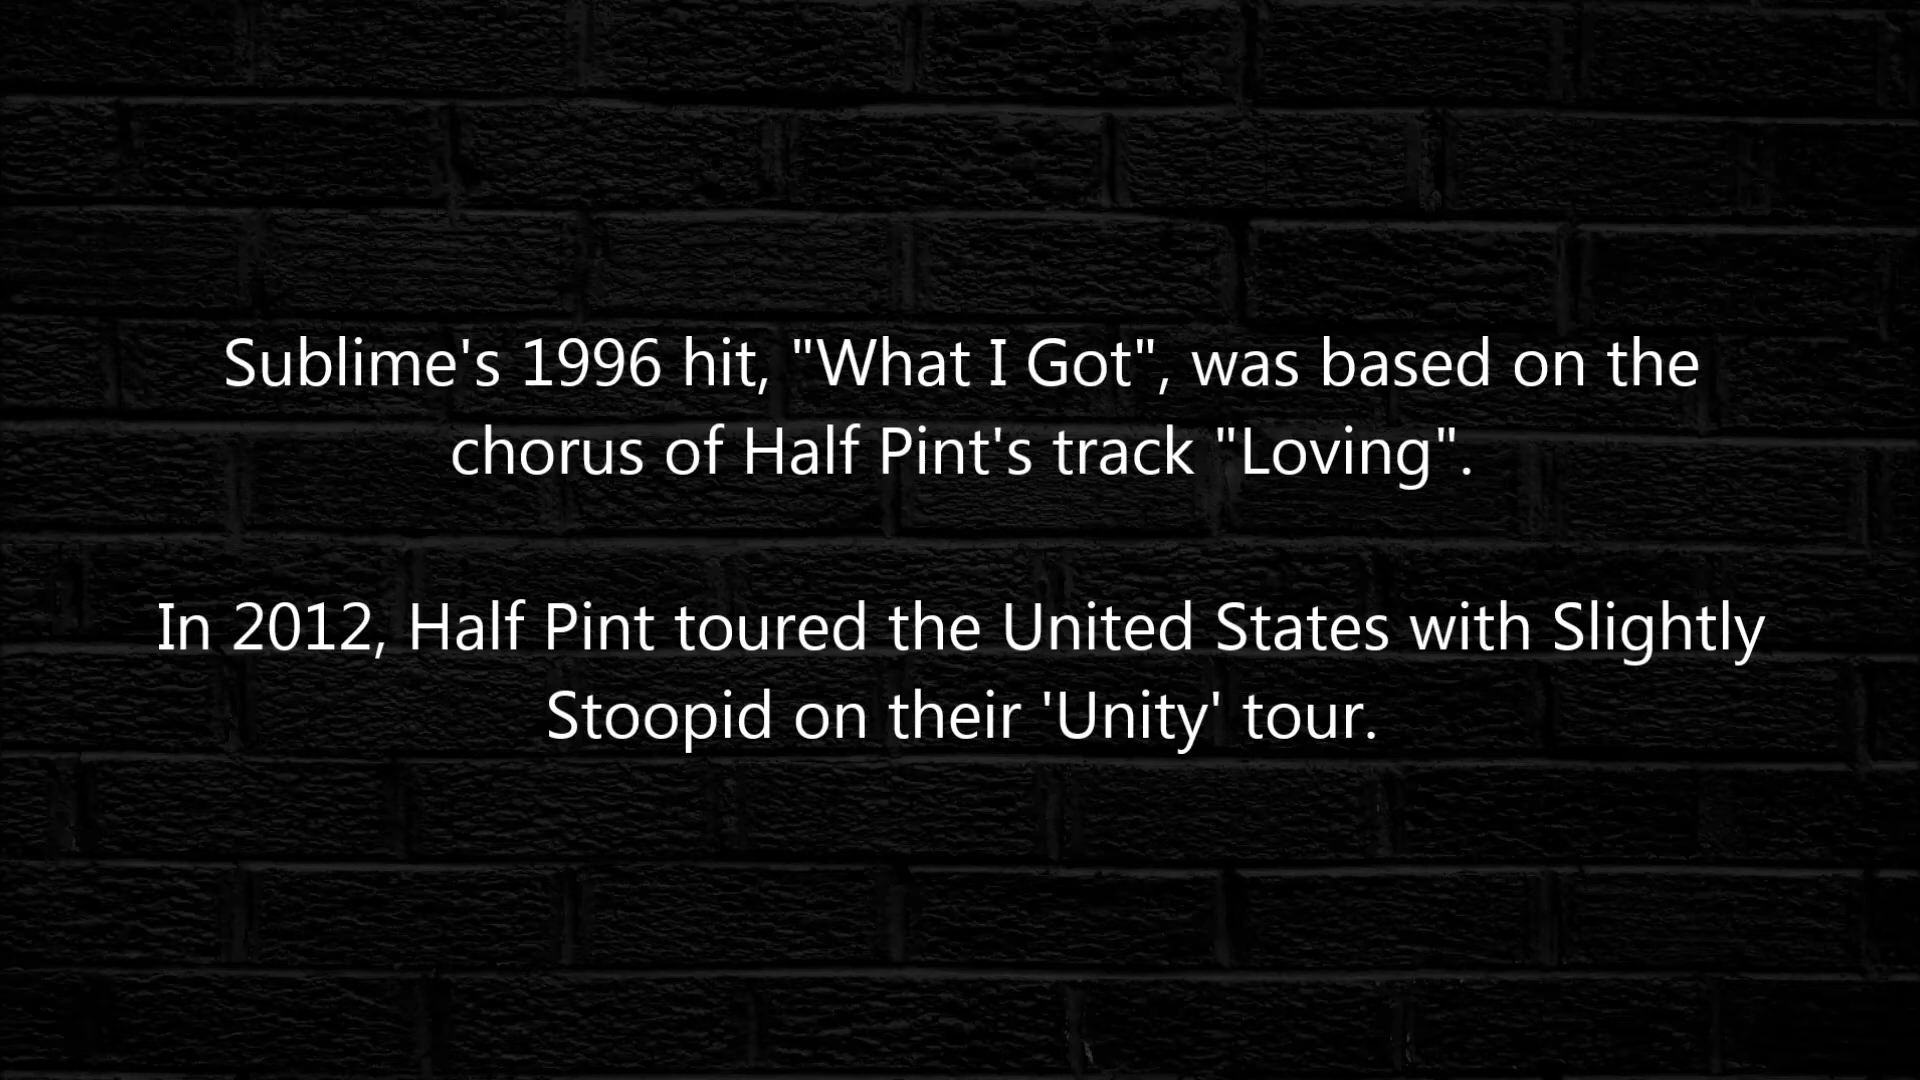 Sublime's 1996 hit, "What I Got", was based on the
chorus of Half Pint's track "Loving".
In 2012, Half Pint toured the United States with Slightly
Stoopid on their 'Unity' tour.